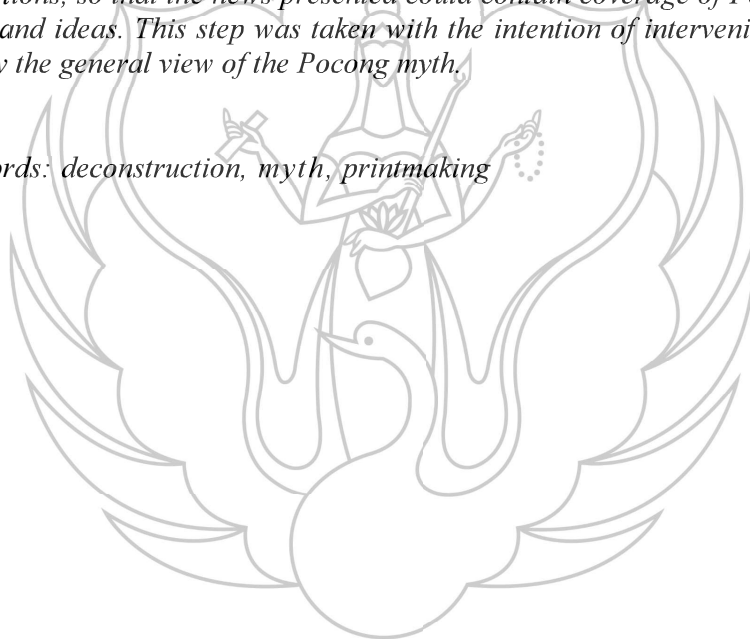 so that the news presented could contain coverage of
and ideas. This step was taken with the intention of
the general view of the Pocong myth.
deconstruction, myth, printmaking